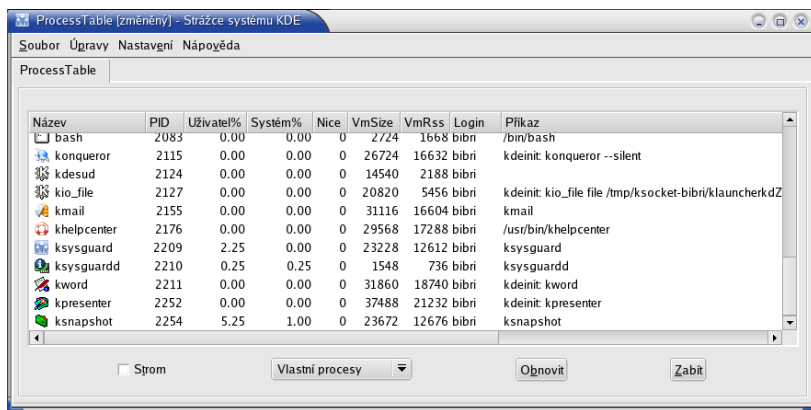 ProcessTable [změněný] - Strážce systému KDE
Soubor Úpravy Nastavení Nápověda
ProcessTable
Název PID Uživatel% Systém% Nice VmSize VmRss Login Příkaz
bash 2083 0.00 0.00 0 2724 1668 bibri /bin/bash
konqueror 2115 0.00 0.00 0 26724 16632 bibri kdeinit: konqueror --silent
kdesud 2124 0.00 0.00 0 14540 2188 bibri
kio_file 2127 0.00 0.00 0 20820 5456 bibri kdeinit: kio_file file /tmp/ksocket-bibri/klauncherkdZ
kmail 2155 0.00 0.00 0 31116 16604 bibri kmail
khelpcenter 2176 0.00 0.00 0 29568 17288 bibri /usr/bin/khelpcenter
ksysguard 2209 2.25 0.00 0 23228 12612 bibri ksysguard
ksysguardd 2210 0.25 0.25 0 1548 736 bibri ksysguardd
kword 2211 0.00 0.00 0 31860 18740 bibri kdeinit: kword
kpresenter 2252 0.00 0.00 0 37488 21232 bibri kdeinit: kpresenter
ksnapshot 2254 5.25 1.00 0 23672 12676 bibri ksnapshot
Strom Vlastní procesy Obnovit Zabít